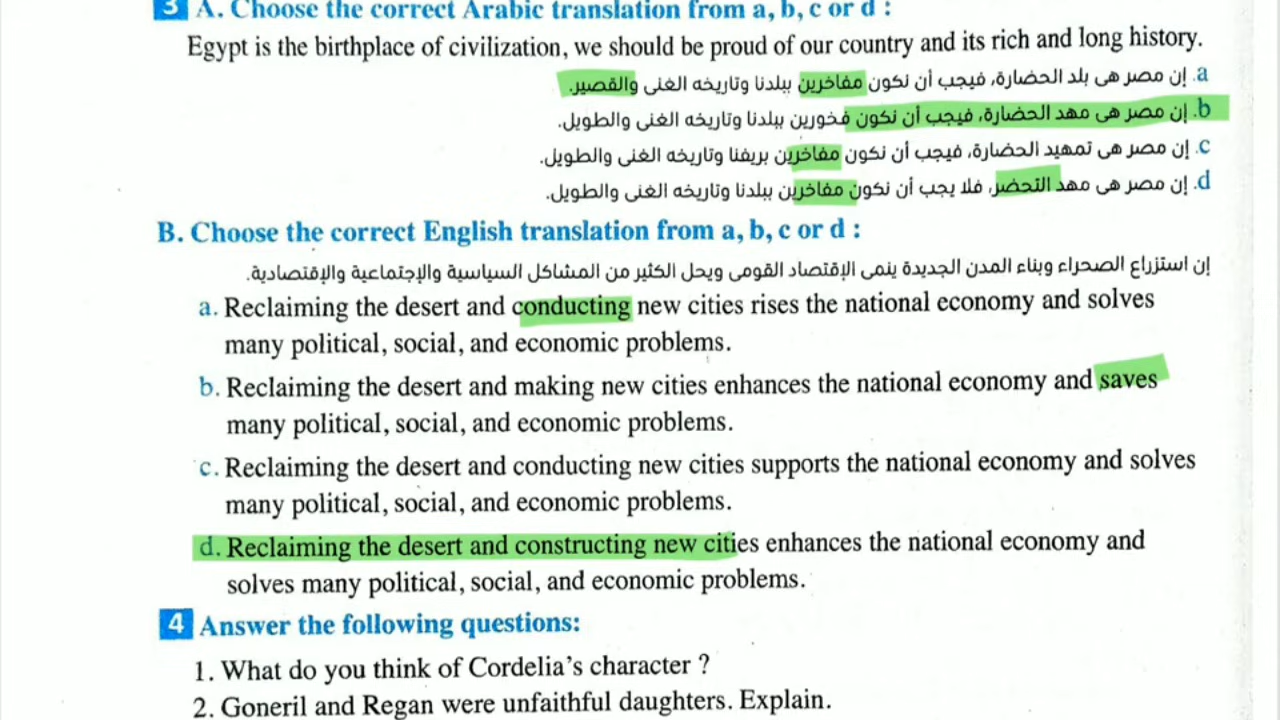 3 A. Choose the correct Arabic translation from a, b, c or d :
Egypt is the birthplace of civilization, we should be proud of our country and its rich and long history.
a. إن مصر هى بلد الحضارة، فيجب أن نكون مفاخرين ببلدنا وتاريخه الغنى والقصير.
b. إن مصر هى مهد الحضارة، فيجب أن نكون فخورين ببلدنا وتاريخه الغنى والطويل.
c. إن مصر هى تمهيد الحضارة، فيجب أن نكون مفاخرين بريفنا وتاريخه الغنى والطويل.
d. إن مصر هى مهد التحضر، فلا يجب أن نكون مفاخرين ببلدنا وتاريخه الغنى والطويل.
B. Choose the correct English translation from a, b, c or d :
إن استزراع الصحراء وبناء المدن الجديدة ينمى الإقتصاد القومى ويحل الكثير من المشاكل السياسية والإجتماعية والإقتصادية.
a. Reclaiming the desert and conducting new cities rises the national economy and solves
many political, social, and economic problems.
b. Reclaiming the desert and making new cities enhances the national economy and saves
many political, social, and economic problems.
c. Reclaiming the desert and conducting new cities supports the national economy and solves
many political, social, and economic problems.
d. Reclaiming the desert and constructing new cities enhances the national economy and
solves many political, social, and economic problems.
4 Answer the following questions:
1. What do you think of Cordelia's character ?
2. Goneril and Regan were unfaithful daughters. Explain.